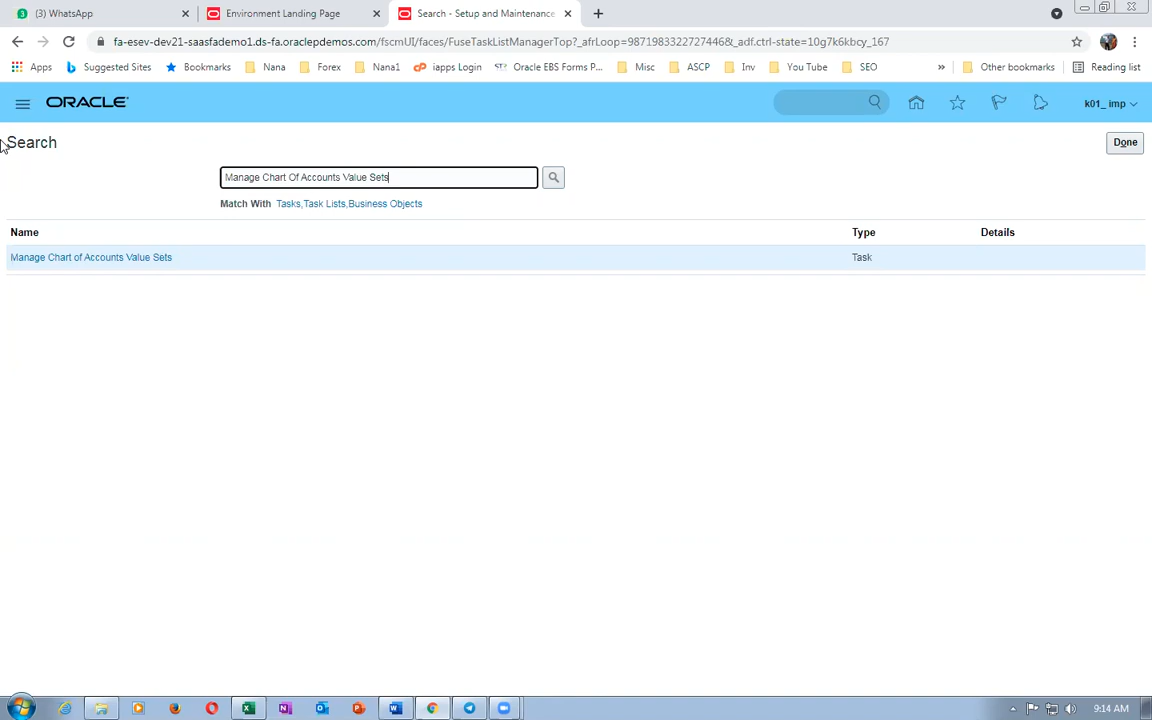 (3) WhatsApp
Environment Landing Page
Search - Setup and Maintenance
fa-esev-dev21-saasfademo1.ds-fa.oraclepdemos.com/fscmUI/faces/FuseTaskListManagerTop?_afrLoop=9871983322727446&_adf.ctrl-state=10g7k6kbcy_167
Apps
Suggested Sites
Bookmarks
Nana
Forex
Nana1
iapps Login
Oracle EBS Forms P...
Misc
ASCP
Inv
You Tube
SEO
»
Other bookmarks
Reading list
ORACLE
k01_ imp
Search
Done
Manage Chart Of Accounts Value Sets
Match With Tasks,Task Lists,Business Objects
Name Type Details
Manage Chart of Accounts Value Sets Task
9:14 AM